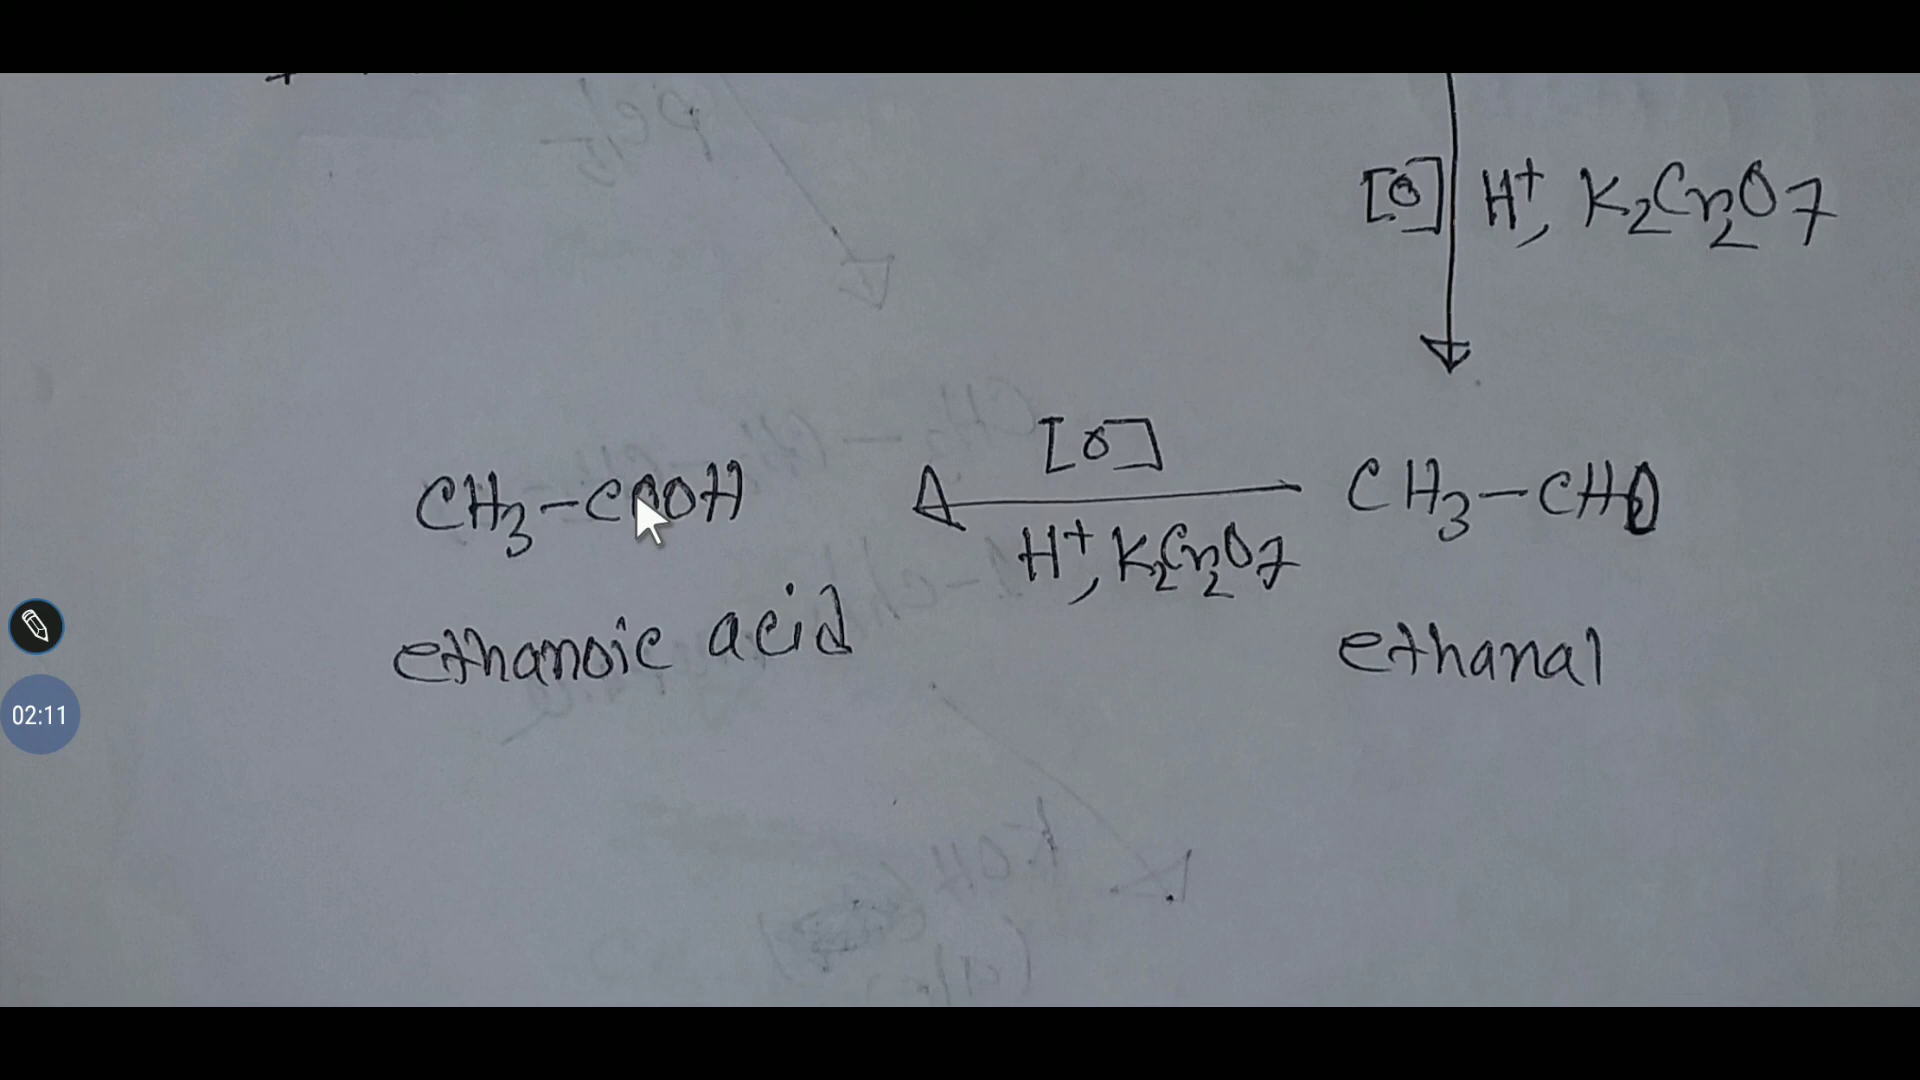 [O] H⁺, K₂Cr₂O7
CH₃-COOH [O] CH₃-CHO
H⁺, K₂Cr₂O7
ethanoic acid ethanal
02:11